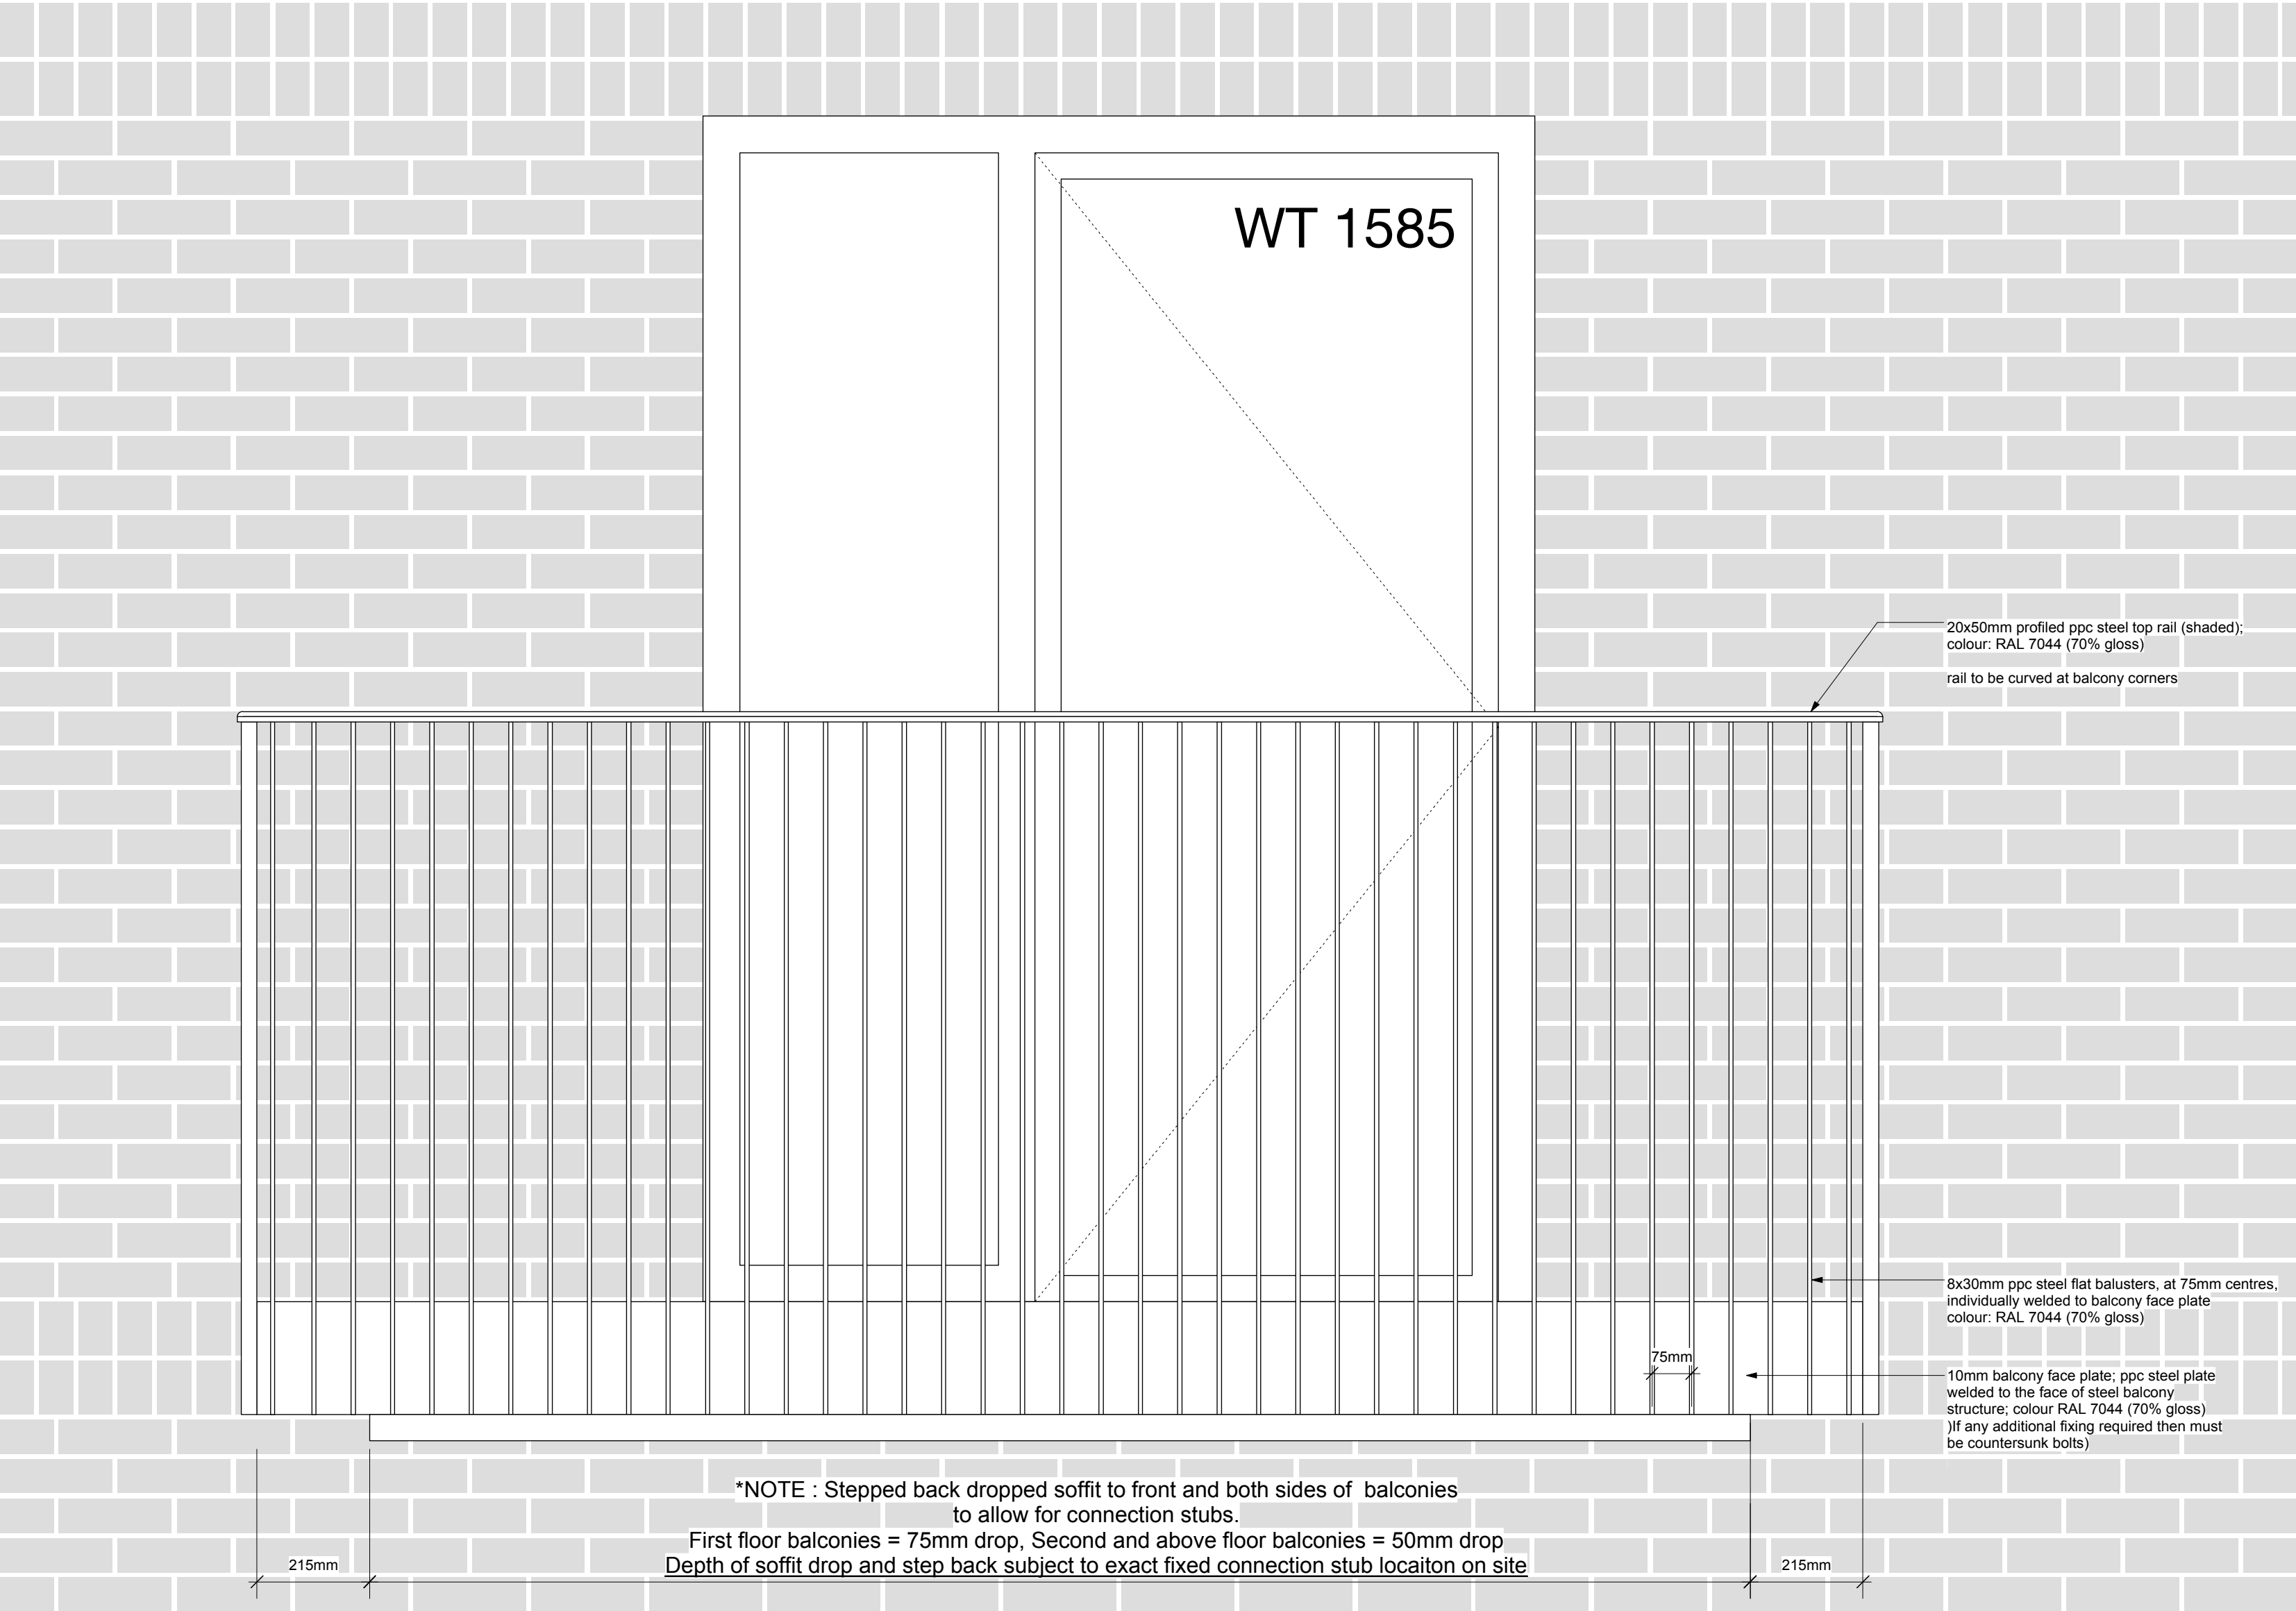 WT 1585
20x50mm profiled ppc steel top rail (shaded);
colour: RAL 7044 (70% gloss)
rail to be curved at balcony corners
8x30mm ppc steel flat balusters, at 75mm centres,
individually welded to balcony face plate
colour: RAL 7044 (70% gloss)
75mm
10mm balcony face plate; ppc steel plate
welded to the face of steel balcony
structure; colour RAL 7044 (70% gloss)
)If any additional fixing required then must
be countersunk bolts)
*NOTE : Stepped back dropped soffit to front and both sides of balconies
to allow for connection stubs.
First floor balconies = 75mm drop, Second and above floor balconies = 50mm drop
Depth of soffit drop and step back subject to exact fixed connection stub locaiton on site
215mm
215mm